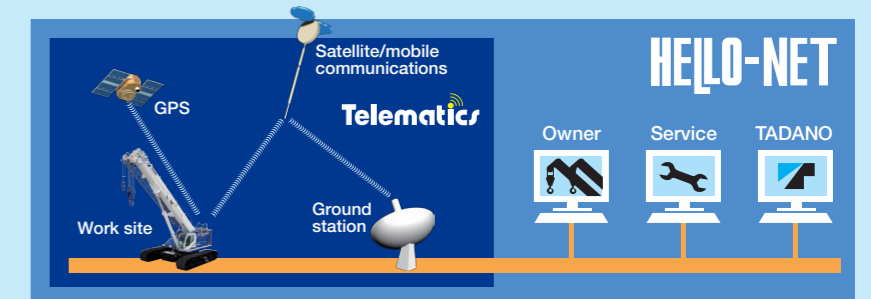 HELLO-NET
Satellite/mobile
communications
GPS
Telematics
Owner
Service
TADANO
Work site
Ground
station